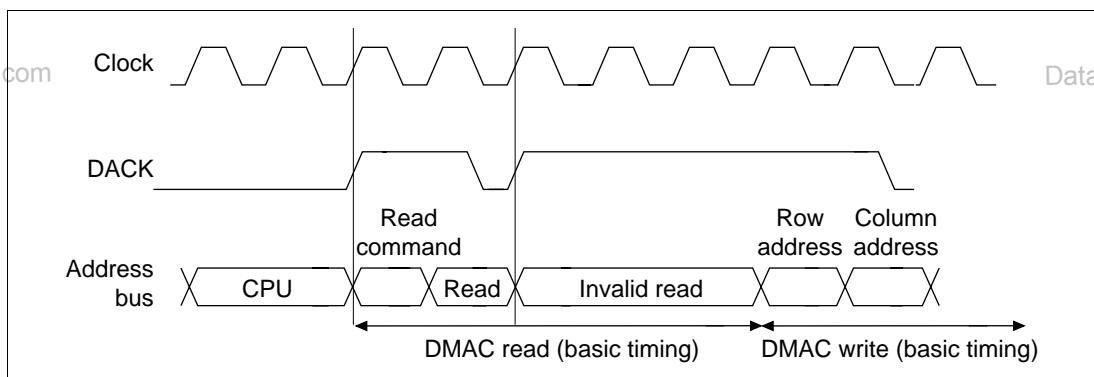 com
Data
Clock
DACK
Read
command
Row
address
Column
address
Address
bus
CPU
Read
Invalid read
DMAC read (basic timing)
DMAC write (basic timing)